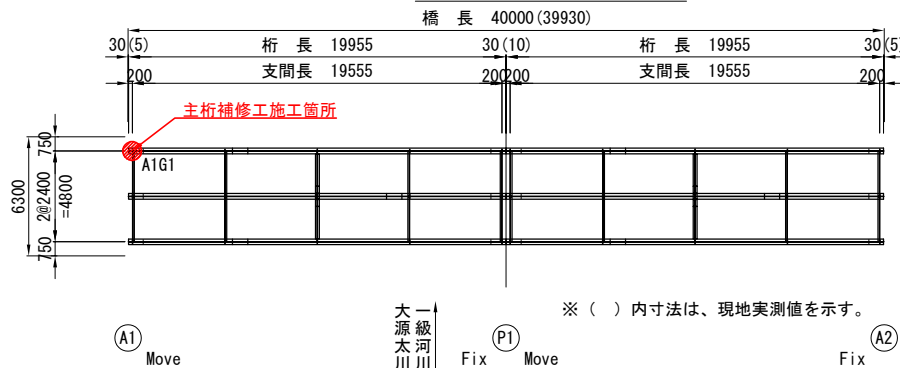 橋 長 40000(39930)
30(5) 桁 長 19955 30(10) 桁 長 19955 30(5)
200 支間長 19555 200 200 支間長 19555 200
主桁補修工施工箇所
A1G1
750
6300
2@2400
=4800
750
※( )内寸法は、現地実測値を示す。
一級河川
大源太川
A1 P1 A2
Move Fix Move Fix